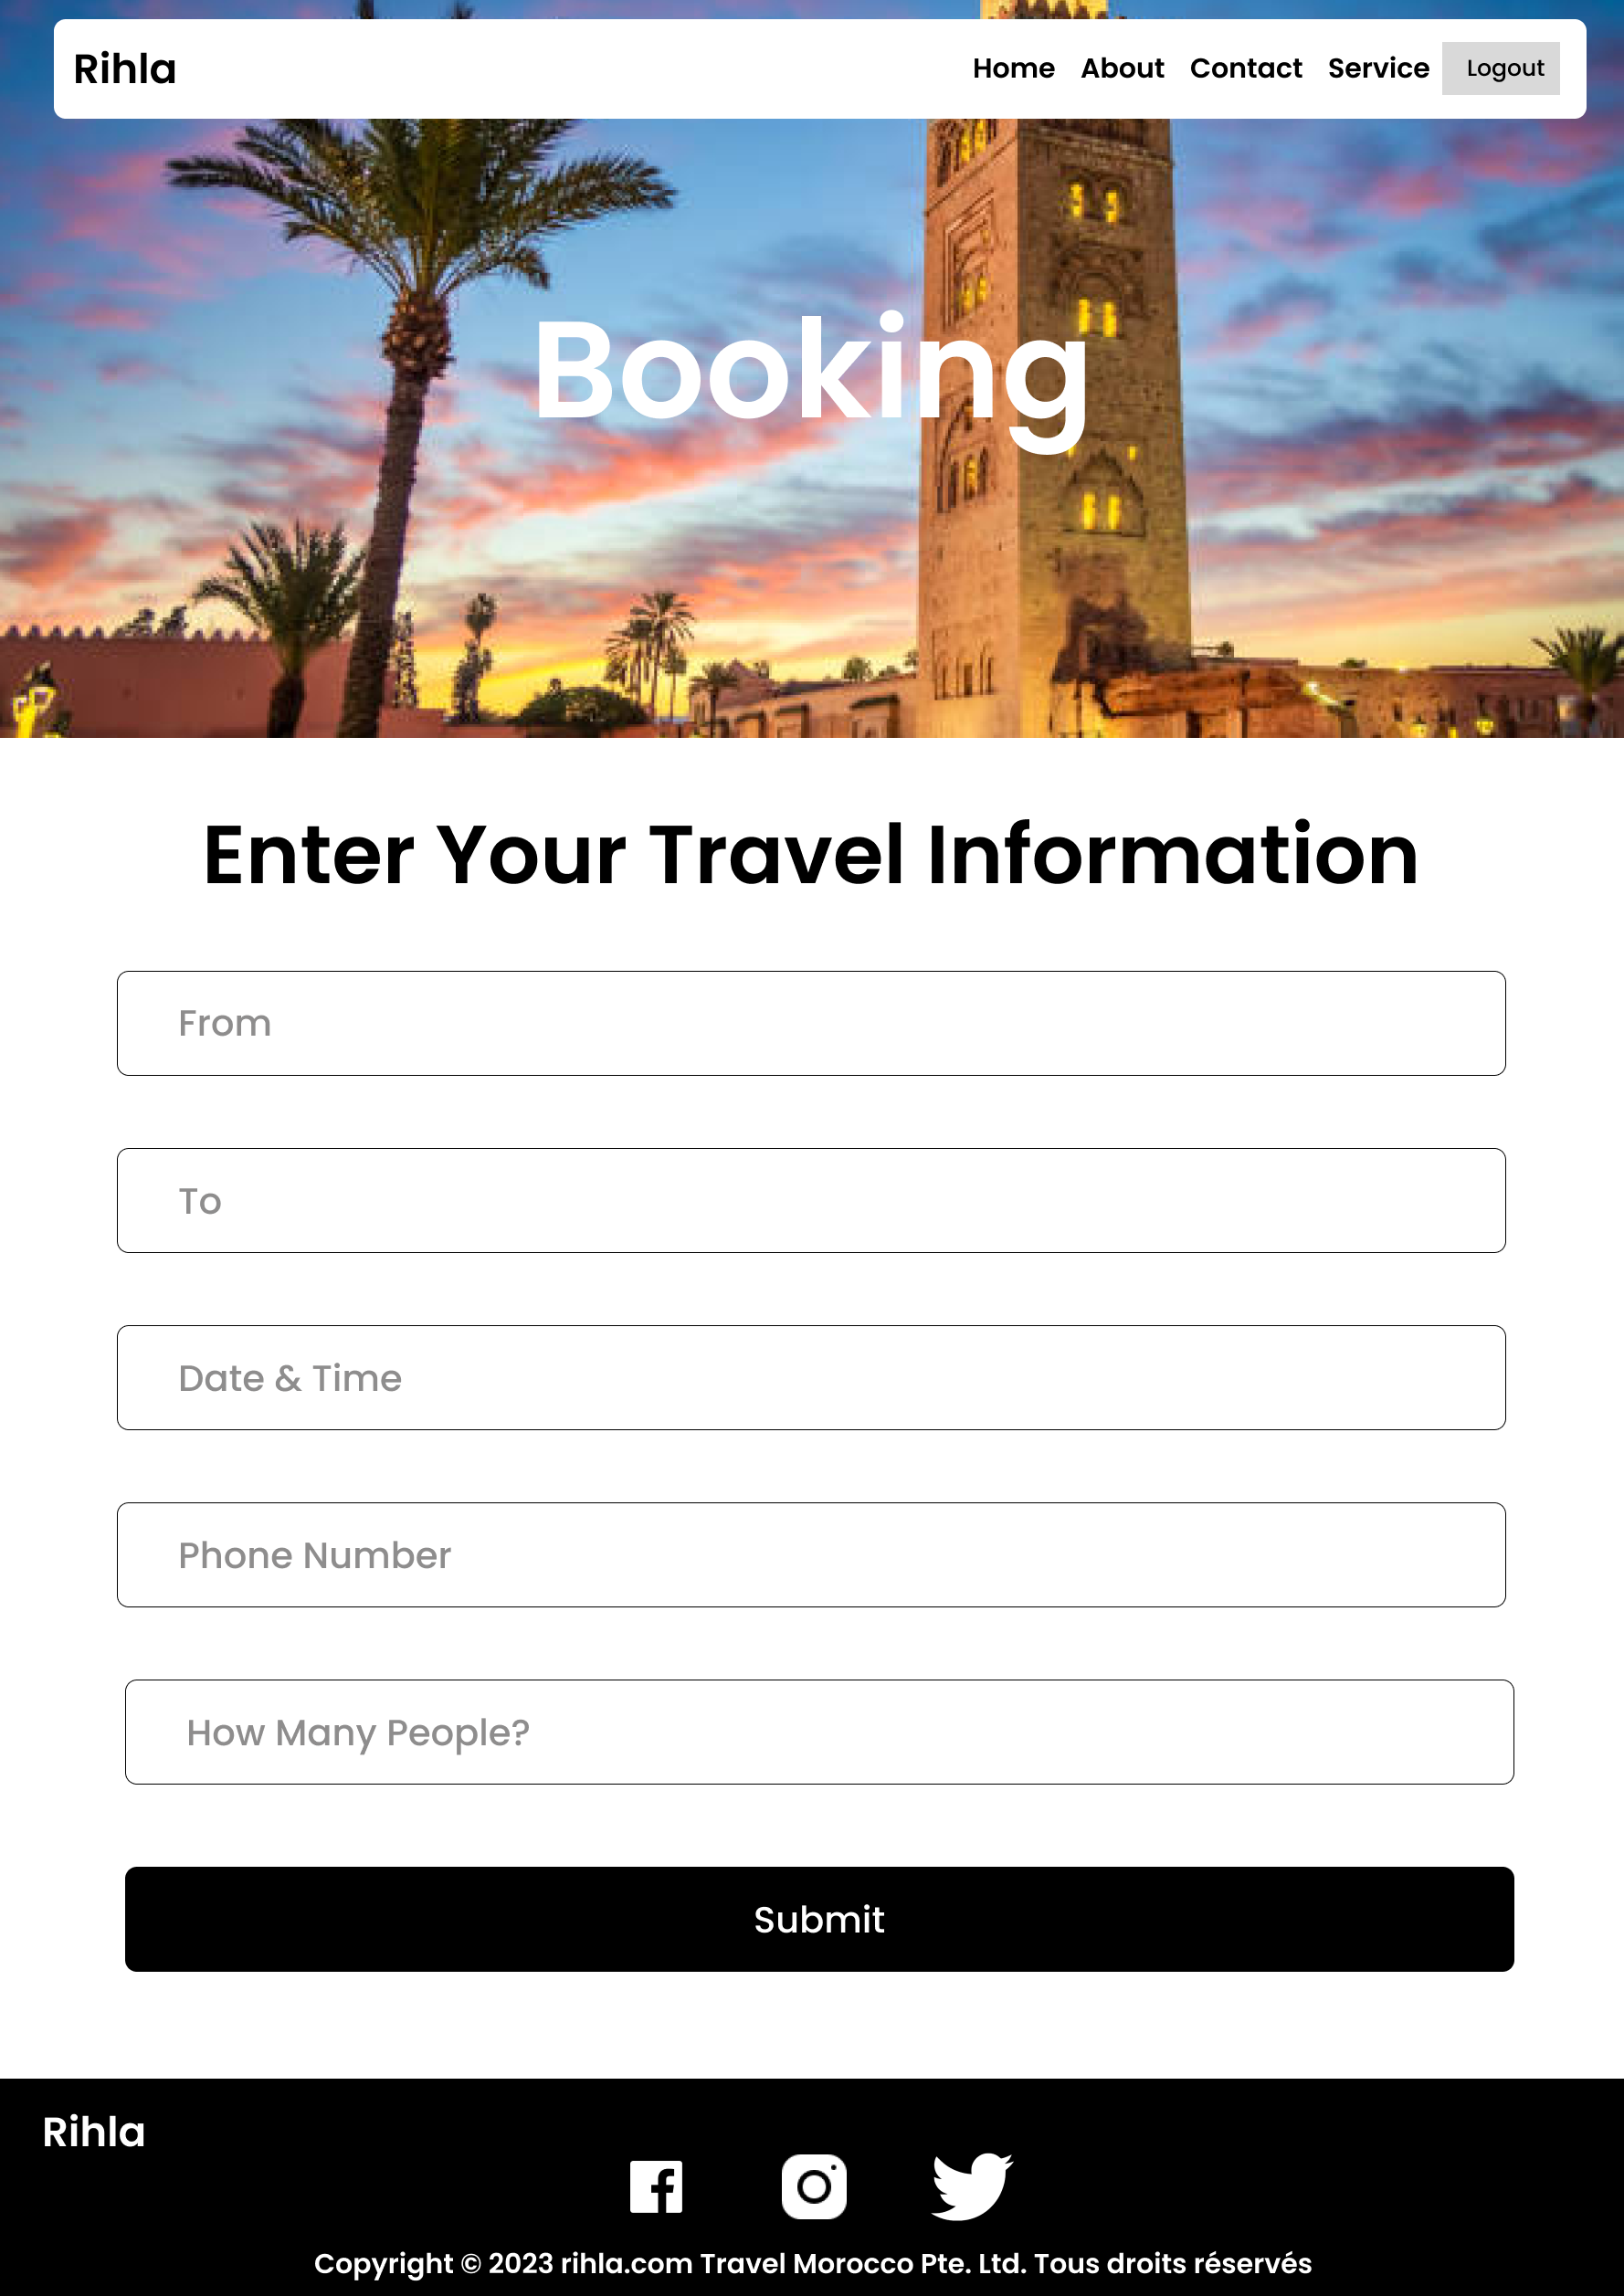 Rihla
Home About Contact Service Logout
Booking
Enter Your Travel Information
From
To
Date & Time
Phone Number
How Many People?
Submit
Rihla
Copyright © 2023 rihla.com Travel Morocco Pte. Ltd. Tous droits réservés